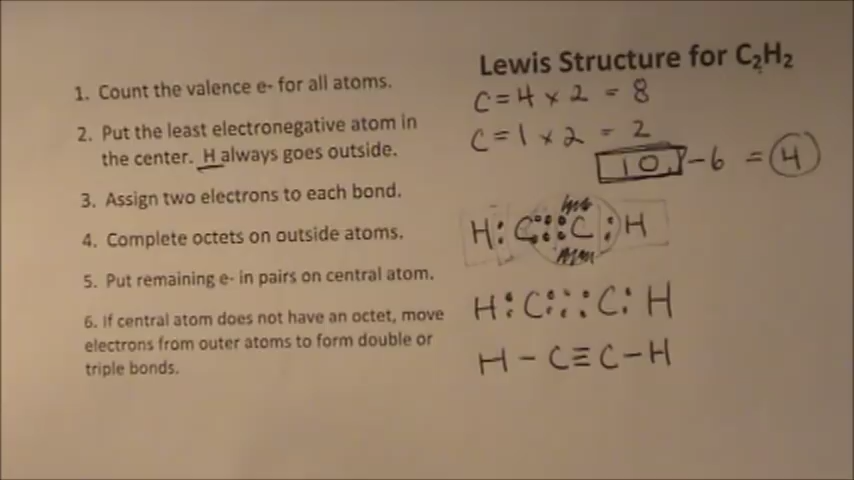 Lewis Structure for C2H2
1. Count the valence e- for all atoms.
2. Put the least electronegative atom in
the center. H always goes outside.
3. Assign two electrons to each bond.
4. Complete octets on outside atoms.
5. Put remaining e- in pairs on central atom.
6. If central atom does not have an octet, move
electrons from outer atoms to form double or
triple bonds.
C = 4 x 2 = 8
C = 1 x 2 = 2
10 - 6 = 4
H : C ::: C : H
H : C ::: C : H
H - C ≡ C - H